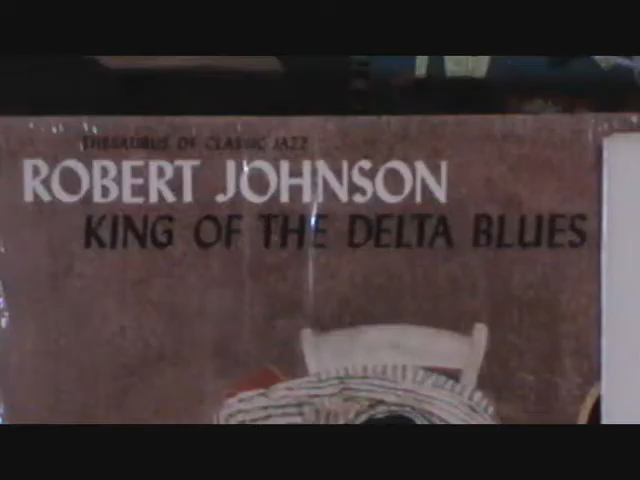 THESAURUS OF CLASSIC JAZZ
ROBERT JOHNSON
KING OF THE DELTA BLUES